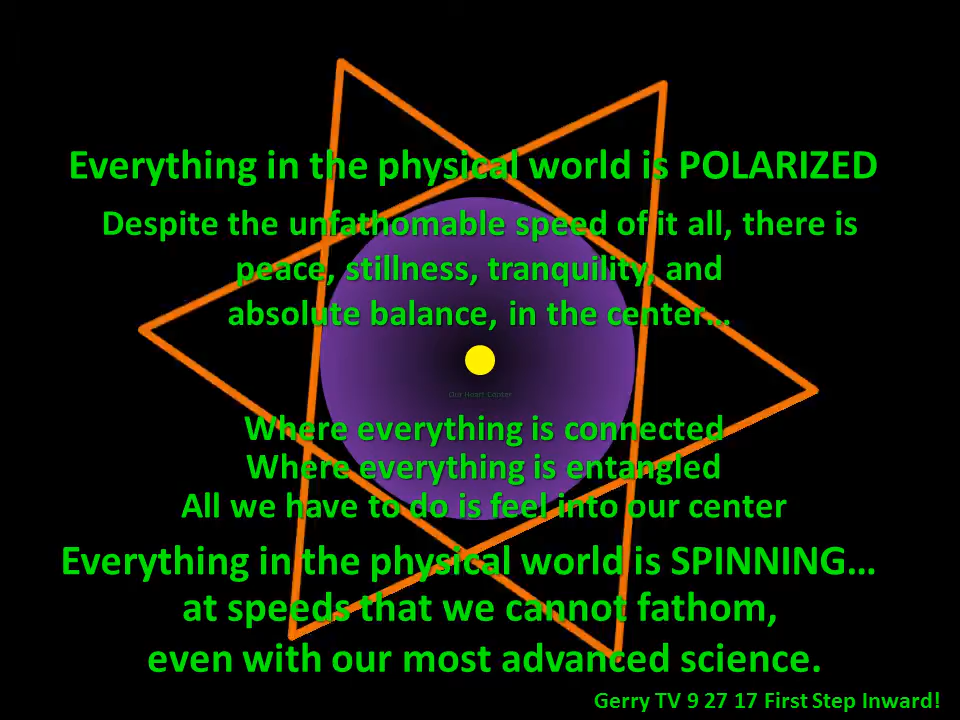 Everything in the physical world is POLARIZED
Despite the unfathomable speed of it all, there is
peace, stillness, tranquility, and
absolute balance, in the center…
Our Heart Center
Where everything is connected
Where everything is entangled
All we have to do is feel into our center
Everything in the physical world is SPINNING…
at speeds that we cannot fathom,
even with our most advanced science.
Gerry TV 9 27 17 First Step Inward!